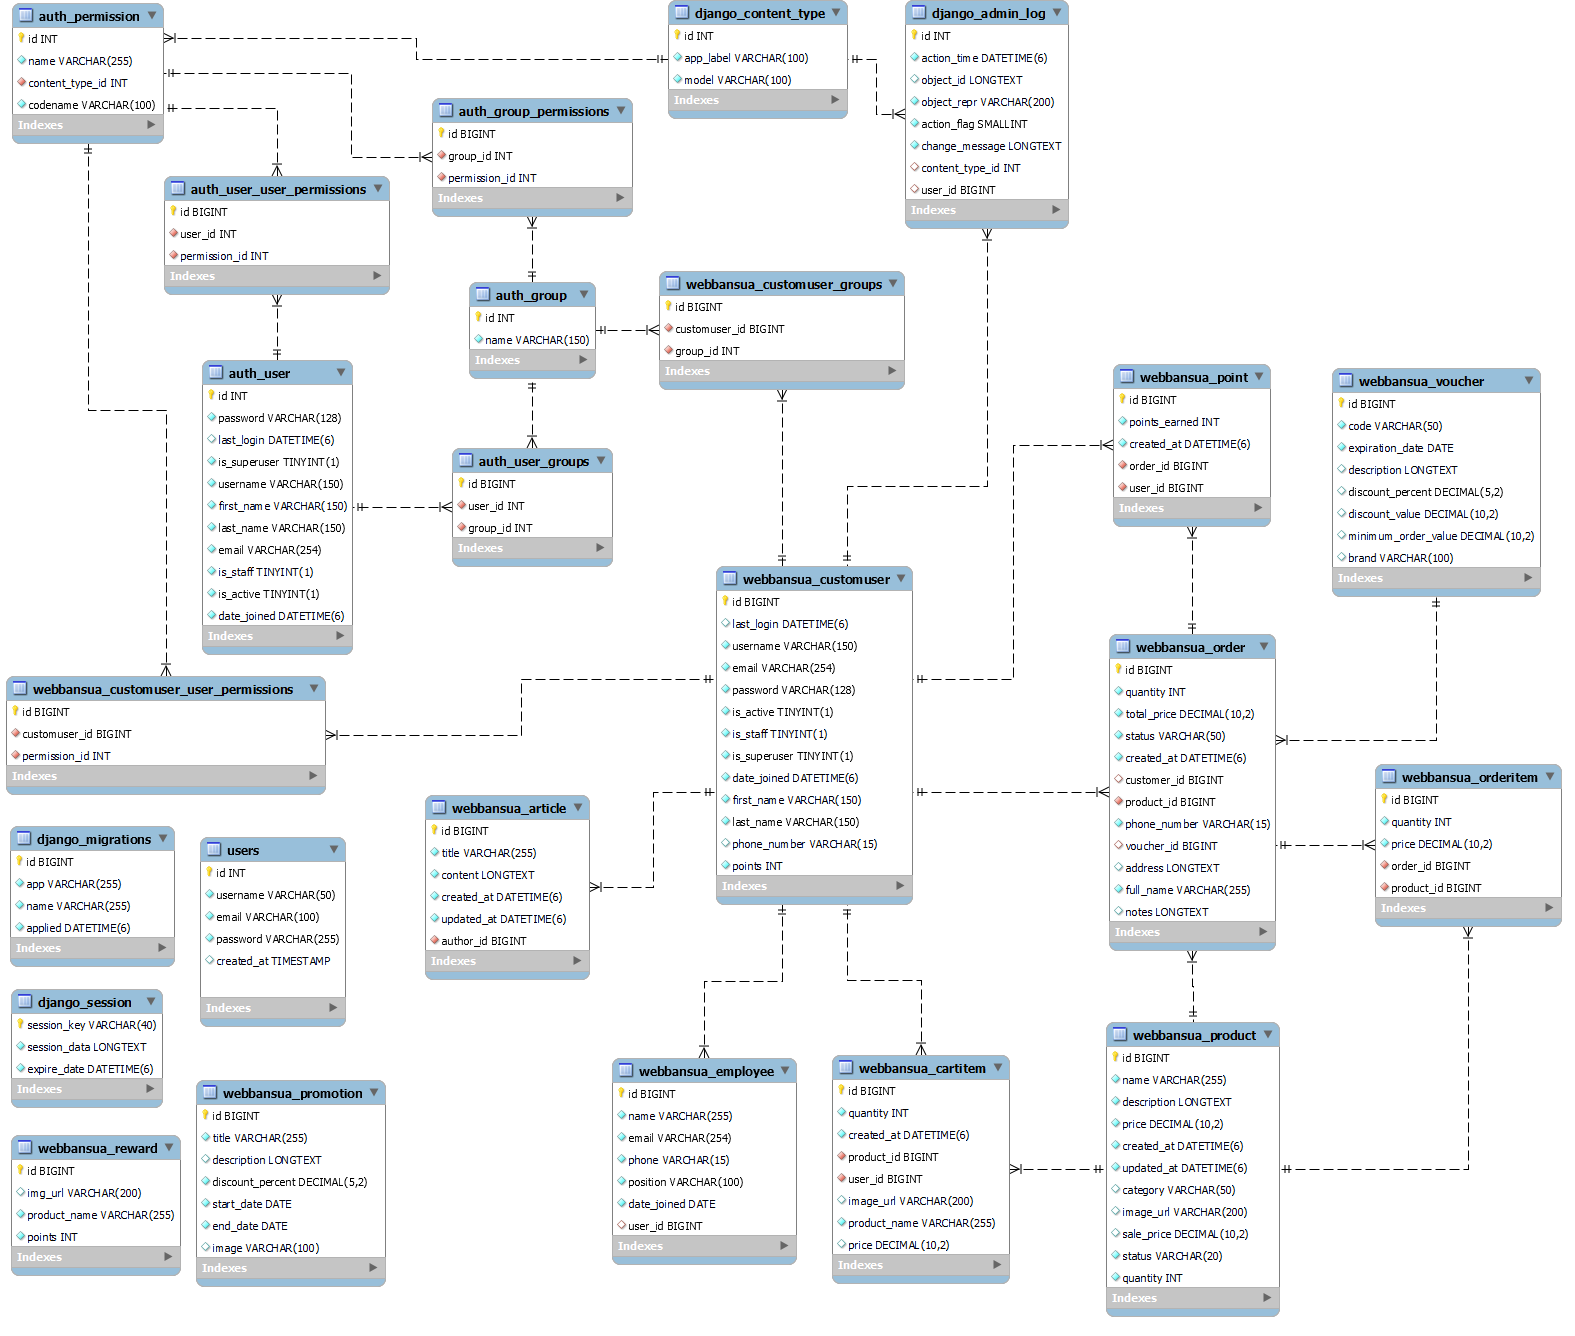 auth_permission
id INT
name VARCHAR(255)
content_type_id INT
codename VARCHAR(100)
Indexes
django_content_type
id INT
app_label VARCHAR(100)
model VARCHAR(100)
Indexes
django_admin_log
id INT
action_time DATETIME(6)
object_id LONGTEXT
object_repr VARCHAR(200)
action_flag SMALLINT
change_message LONGTEXT
content_type_id INT
user_id BIGINT
Indexes
auth_group_permissions
id BIGINT
group_id INT
permission_id INT
Indexes
auth_user_user_permissions
id BIGINT
user_id INT
permission_id INT
Indexes
auth_group
id INT
name VARCHAR(150)
Indexes
webbansua_customuser_groups
id BIGINT
customuser_id BIGINT
group_id INT
Indexes
auth_user
id INT
password VARCHAR(128)
last_login DATETIME(6)
is_superuser TINYINT(1)
username VARCHAR(150)
first_name VARCHAR(150)
last_name VARCHAR(150)
email VARCHAR(254)
is_staff TINYINT(1)
is_active TINYINT(1)
date_joined DATETIME(6)
Indexes
auth_user_groups
id BIGINT
user_id INT
group_id INT
Indexes
webbansua_point
id BIGINT
points_earned INT
created_at DATETIME(6)
order_id BIGINT
user_id BIGINT
Indexes
webbansua_voucher
id BIGINT
code VARCHAR(50)
expiration_date DATE
description LONGTEXT
discount_percent DECIMAL(5,2)
discount_value DECIMAL(10,2)
minimum_order_value DECIMAL(10,2)
brand VARCHAR(100)
Indexes
webbansua_customuser
id BIGINT
last_login DATETIME(6)
username VARCHAR(150)
email VARCHAR(254)
password VARCHAR(128)
is_active TINYINT(1)
is_staff TINYINT(1)
is_superuser TINYINT(1)
date_joined DATETIME(6)
first_name VARCHAR(150)
last_name VARCHAR(150)
phone_number VARCHAR(15)
points INT
Indexes
webbansua_order
id BIGINT
quantity INT
total_price DECIMAL(10,2)
status VARCHAR(50)
created_at DATETIME(6)
customer_id BIGINT
product_id BIGINT
phone_number VARCHAR(15)
voucher_id BIGINT
address LONGTEXT
full_name VARCHAR(255)
notes LONGTEXT
Indexes
webbansua_customuser_user_permissions
id BIGINT
customuser_id BIGINT
permission_id INT
Indexes
webbansua_orderitem
id BIGINT
quantity INT
price DECIMAL(10,2)
order_id BIGINT
product_id BIGINT
Indexes
webbansua_article
id BIGINT
title VARCHAR(255)
content LONGTEXT
created_at DATETIME(6)
updated_at DATETIME(6)
author_id BIGINT
Indexes
django_migrations
id BIGINT
app VARCHAR(255)
name VARCHAR(255)
applied DATETIME(6)
Indexes
users
id INT
username VARCHAR(50)
email VARCHAR(100)
password VARCHAR(255)
created_at TIMESTAMP
Indexes
django_session
session_key VARCHAR(40)
session_data LONGTEXT
expire_date DATETIME(6)
Indexes
webbansua_promotion
id BIGINT
title VARCHAR(255)
description LONGTEXT
discount_percent DECIMAL(5,2)
start_date DATE
end_date DATE
image VARCHAR(100)
Indexes
webbansua_reward
id BIGINT
img_url VARCHAR(200)
product_name VARCHAR(255)
points INT
Indexes
webbansua_employee
id BIGINT
name VARCHAR(255)
email VARCHAR(254)
phone VARCHAR(15)
position VARCHAR(100)
date_joined DATE
user_id BIGINT
Indexes
webbansua_cartitem
id BIGINT
quantity INT
created_at DATETIME(6)
product_id BIGINT
user_id BIGINT
image_url VARCHAR(200)
product_name VARCHAR(255)
price DECIMAL(10,2)
Indexes
webbansua_product
id BIGINT
name VARCHAR(255)
description LONGTEXT
price DECIMAL(10,2)
created_at DATETIME(6)
updated_at DATETIME(6)
category VARCHAR(50)
image_url VARCHAR(200)
sale_price DECIMAL(10,2)
status VARCHAR(20)
quantity INT
Indexes